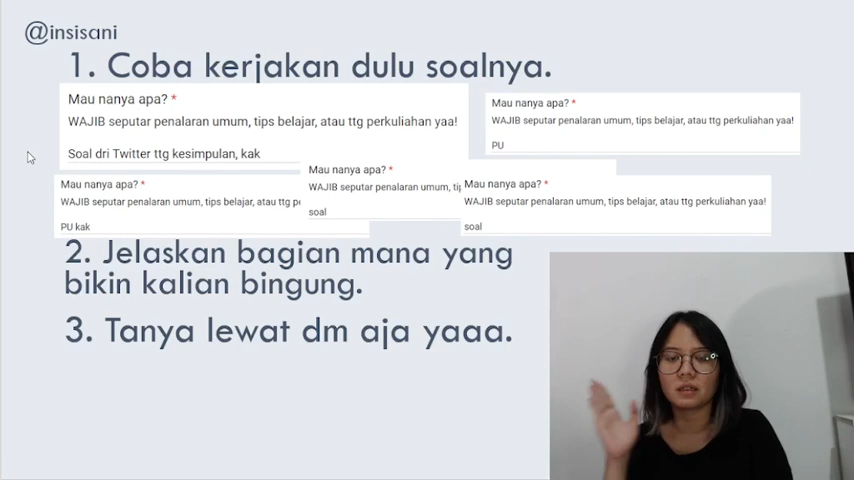 @insisani
1. Coba kerjakan dulu soalnya.
Mau nanya apa? *
WAJIB seputar penalaran umum, tips belajar, atau ttg perkuliahan yaa!
Soal dri Twitter ttg kesimpulan, kak
Mau nanya apa? *
WAJIB seputar penalaran umum, tips belajar, atau ttg perkuliahan yaa!
PU
Mau nanya apa? *
WAJIB seputar penalaran umum, tips belajar, atau ttg pe
PU kak
Mau nanya apa? *
WAJIB seputar penalaran umum, tip
soal
Mau nanya apa? *
WAJIB seputar penalaran umum, tips belajar, atau ttg perkuliahan yaa!
soal
2. Jelaskan bagian mana yang
bikin kalian bingung.
3. Tanya lewat dm aja yaaa.